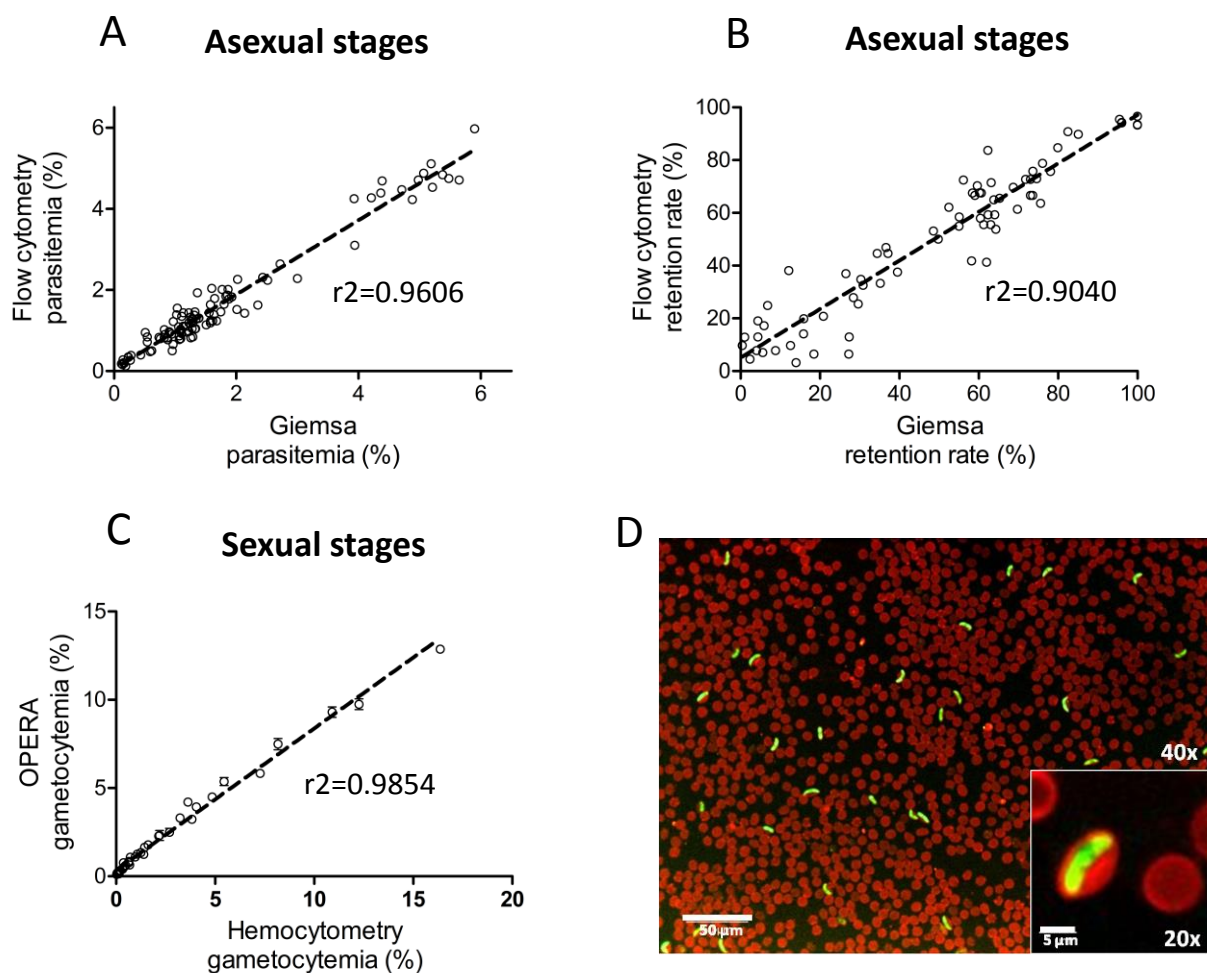 A
Asexual stages
Flow cytometry
parasitemia (%)
6
4
2
0
0 2 4 6
r2=0.9606
Giemsa
parasitemia (%)
B
Asexual stages
Flow cytometry
retention rate (%)
100
80
60
40
20
0
0 20 40 60 80 100
r2=0.9040
Giemsa
retention rate (%)
C
Sexual stages
OPERA
gametocytemia (%)
15
10
5
0
0 5 10 15 20
r2=0.9854
Hemocytometry
gametocytemia (%)
D
40x
50 µm
5 µm
20x